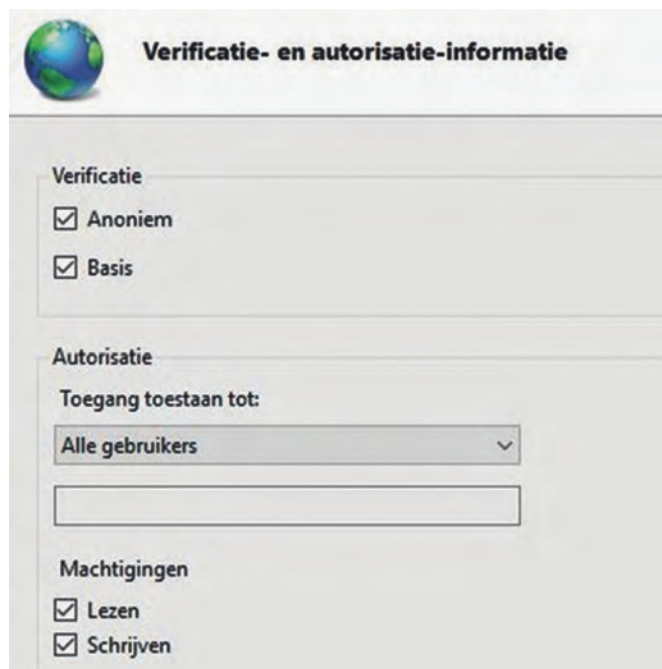 Verificatie- en autorisatie-informatie
Verificatie
Anoniem
Basis
Autorisatie
Toegang toestaan tot:
Alle gebruikers
Machtigingen
Lezen
Schrijven